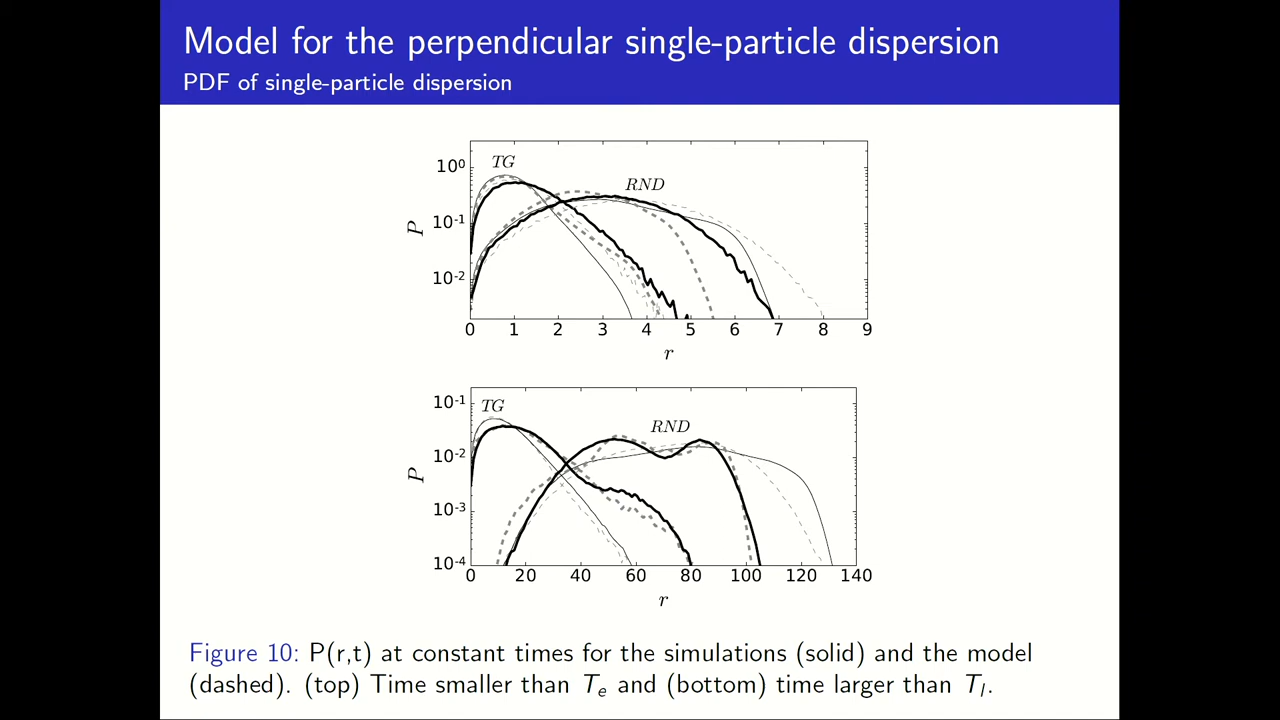 Model for the perpendicular single-particle dispersion
PDF of single-particle dispersion
10⁰
10⁻¹
10⁻²
P
TG
RND
0 1 2 3 4 5 6 7 8 9
r
10⁻¹
10⁻²
10⁻³
10⁻⁴
P
TG
RND
0 20 40 60 80 100 120 140
r
Figure 10: P(r,t) at constant times for the simulations (solid) and the model
(dashed). (top) Time smaller than Tₑ and (bottom) time larger than Tₗ.